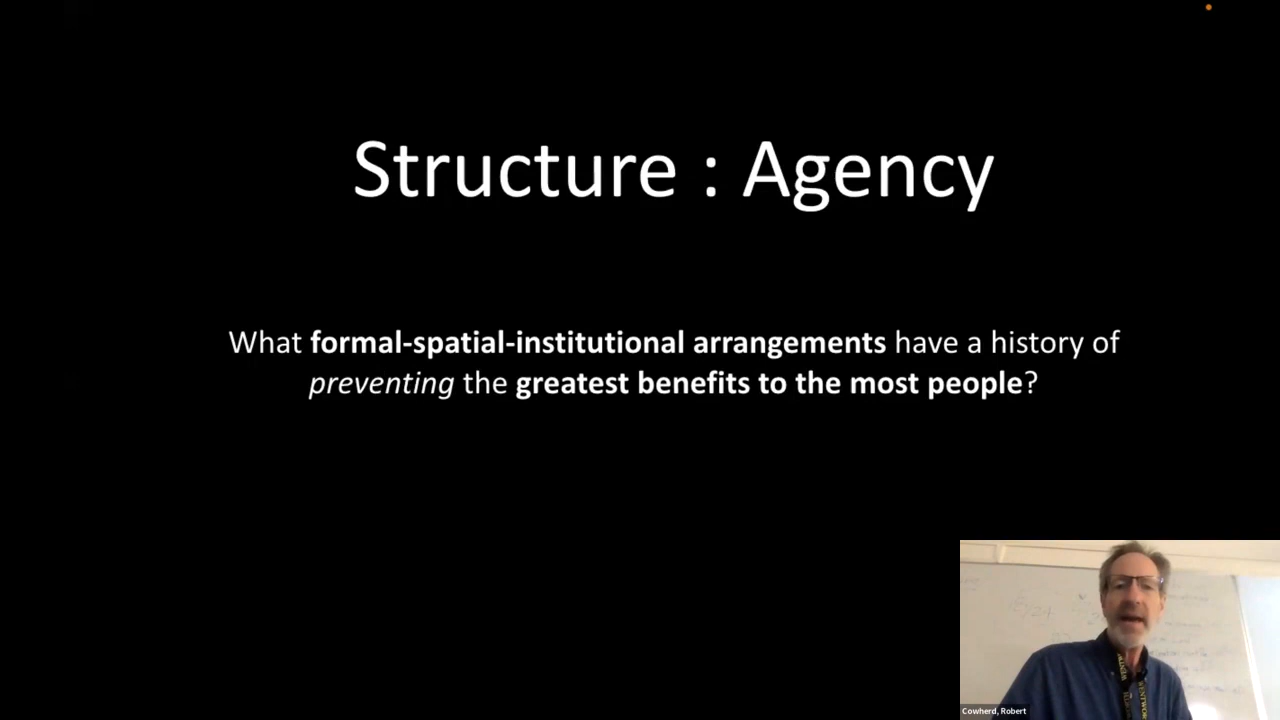 Structure : Agency
What formal-spatial-institutional arrangements have a history of
preventing the greatest benefits to the most people?
Cowherd, Robert